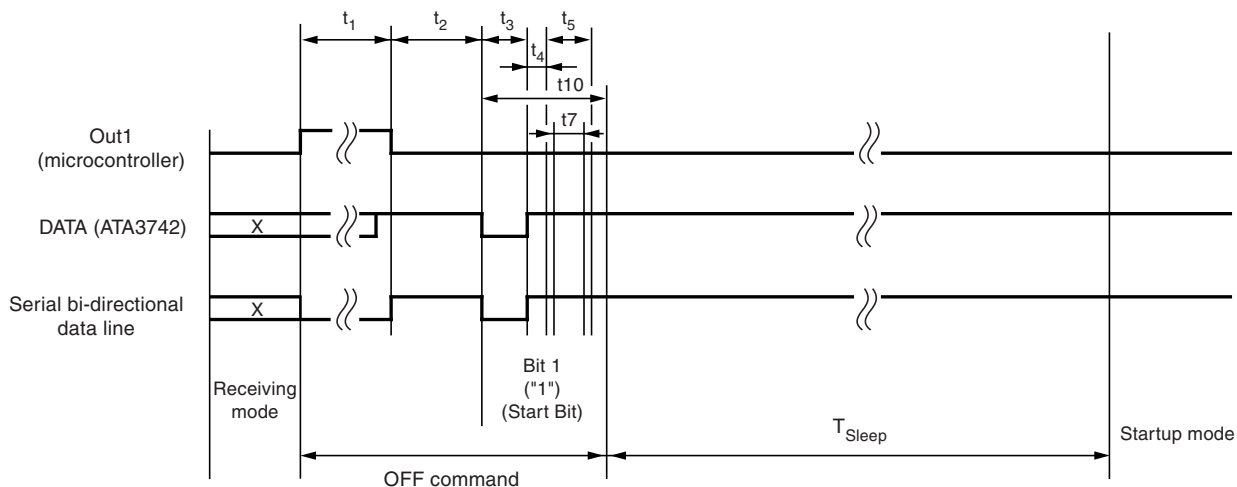 t1 t2 t3 t5
t4
t10
t7
Out1
(microcontroller)
DATA (ATA3742)
X
Serial bi-directional
data line
X
Receiving
mode
Bit 1
("1")
(Start Bit)
TSleep
Startup mode
OFF command